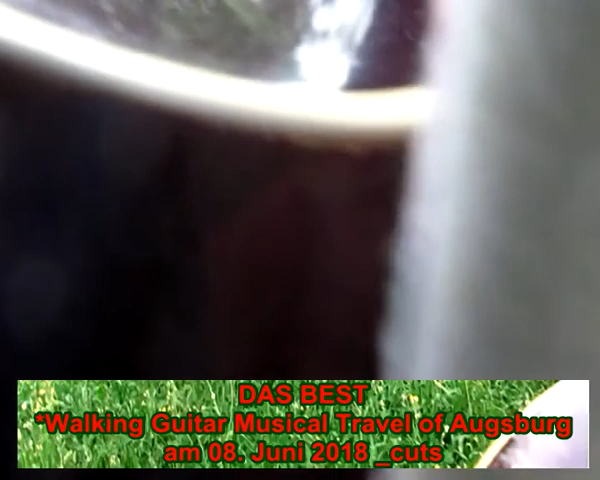 DAS BEST
*Walking Guitar Musical Travel of Augsburg
am 08. Juni 2018 _cuts